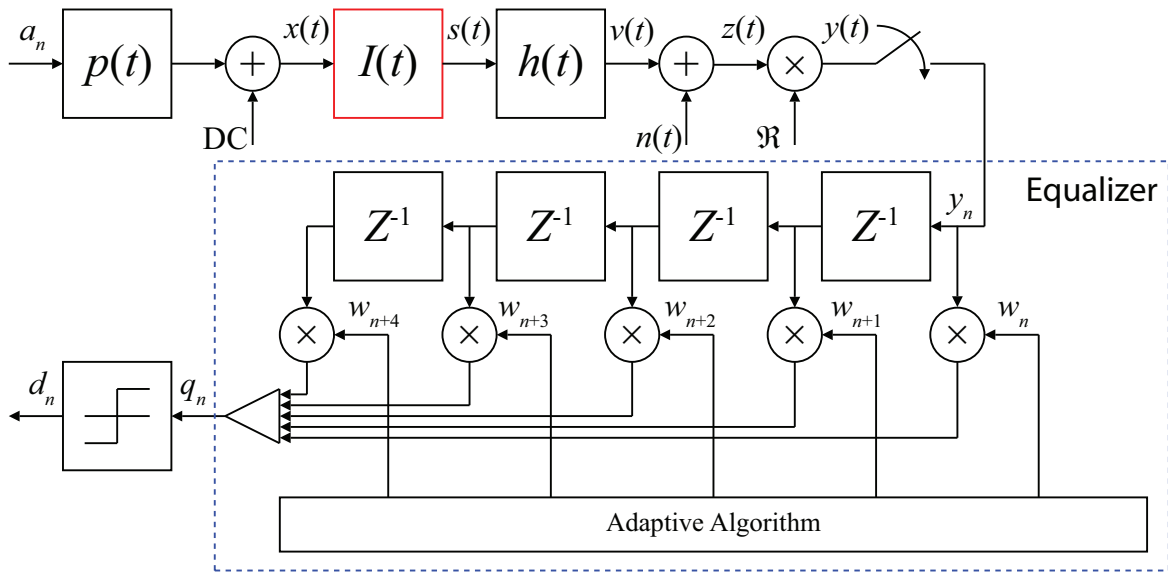 a_n
p(t)
+
DC
x(t)
I(t)
s(t)
h(t)
v(t)
+
n(t)
z(t)
×
ℜ
y(t)
Equalizer
Z^-1
Z^-1
Z^-1
Z^-1
y_n
×
w_n+4
×
w_n+3
×
w_n+2
×
w_n+1
×
w_n
d_n
q_n
Adaptive Algorithm